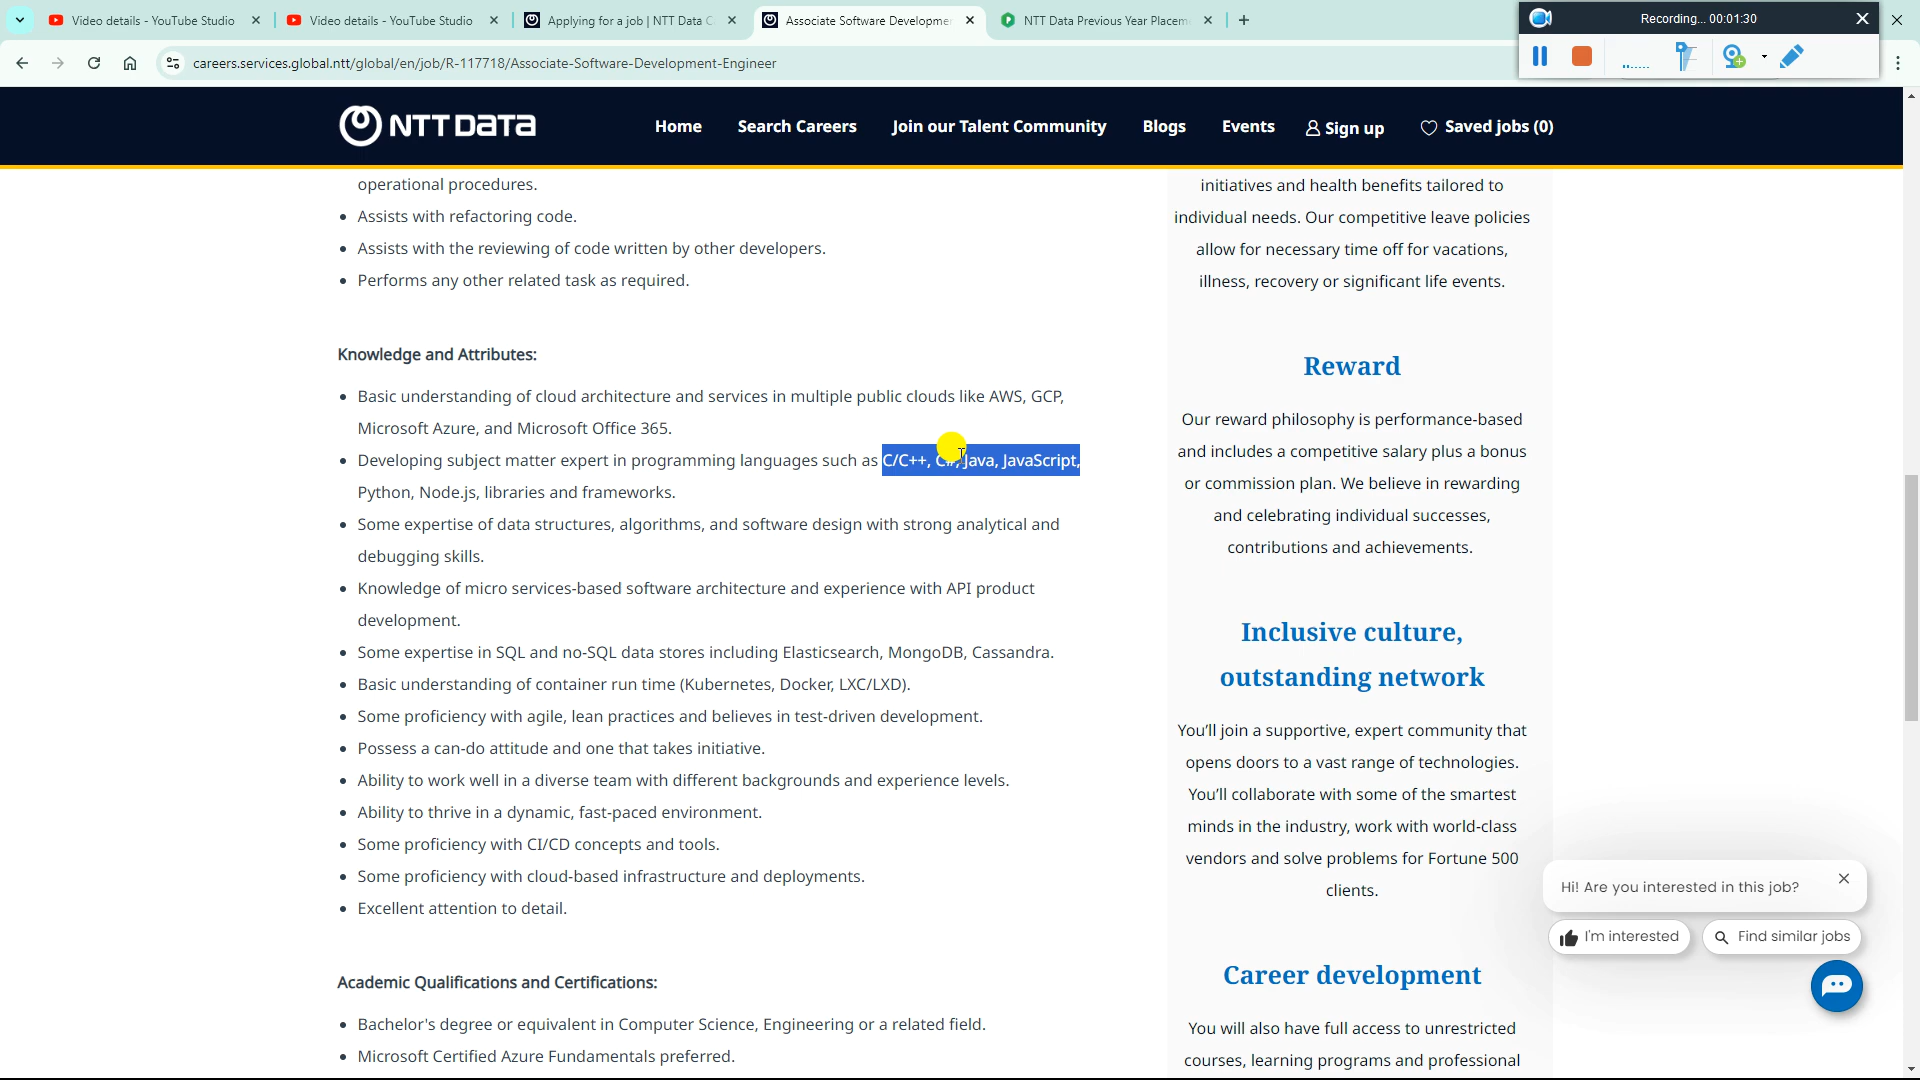 Video details - YouTube Studio
Video details - YouTube Studio
Applying for a job | NTT Data C
Associate Software Developme
NTT Data Previous Year Placem
Recording... 00:01:30
careers.services.global.ntt/global/en/job/R-117718/Associate-Software-Development-Engineer
NTT DATA
Home
Search Careers
Join our Talent Community
Blogs
Events
Sign up
Saved jobs (0)
operational procedures.
• Assists with refactoring code.
• Assists with the reviewing of code written by other developers.
• Performs any other related task as required.
Knowledge and Attributes:
• Basic understanding of cloud architecture and services in multiple public clouds like AWS, GCP,
Microsoft Azure, and Microsoft Office 365.
• Developing subject matter expert in programming languages such as C/C++, C#, Java, JavaScript,
Python, Node.js, libraries and frameworks.
• Some expertise of data structures, algorithms, and software design with strong analytical and
debugging skills.
• Knowledge of micro services-based software architecture and experience with API product
development.
• Some expertise in SQL and no-SQL data stores including Elasticsearch, MongoDB, Cassandra.
• Basic understanding of container run time (Kubernetes, Docker, LXC/LXD).
• Some proficiency with agile, lean practices and believes in test-driven development.
• Possess a can-do attitude and one that takes initiative.
• Ability to work well in a diverse team with different backgrounds and experience levels.
• Ability to thrive in a dynamic, fast-paced environment.
• Some proficiency with CI/CD concepts and tools.
• Some proficiency with cloud-based infrastructure and deployments.
• Excellent attention to detail.
Academic Qualifications and Certifications:
• Bachelor's degree or equivalent in Computer Science, Engineering or a related field.
• Microsoft Certified Azure Fundamentals preferred.
initiatives and health benefits tailored to
individual needs. Our competitive leave policies
allow for necessary time off for vacations,
illness, recovery or significant life events.
Reward
Our reward philosophy is performance-based
and includes a competitive salary plus a bonus
or commission plan. We believe in rewarding
and celebrating individual successes,
contributions and achievements.
Inclusive culture,
outstanding network
You'll join a supportive, expert community that
opens doors to a vast range of technologies.
You'll collaborate with some of the smartest
minds in the industry, work with world-class
vendors and solve problems for Fortune 500
clients.
Career development
You will also have full access to unrestricted
courses, learning programs and professional
Hi! Are you interested in this job?
I'm interested
Find similar jobs